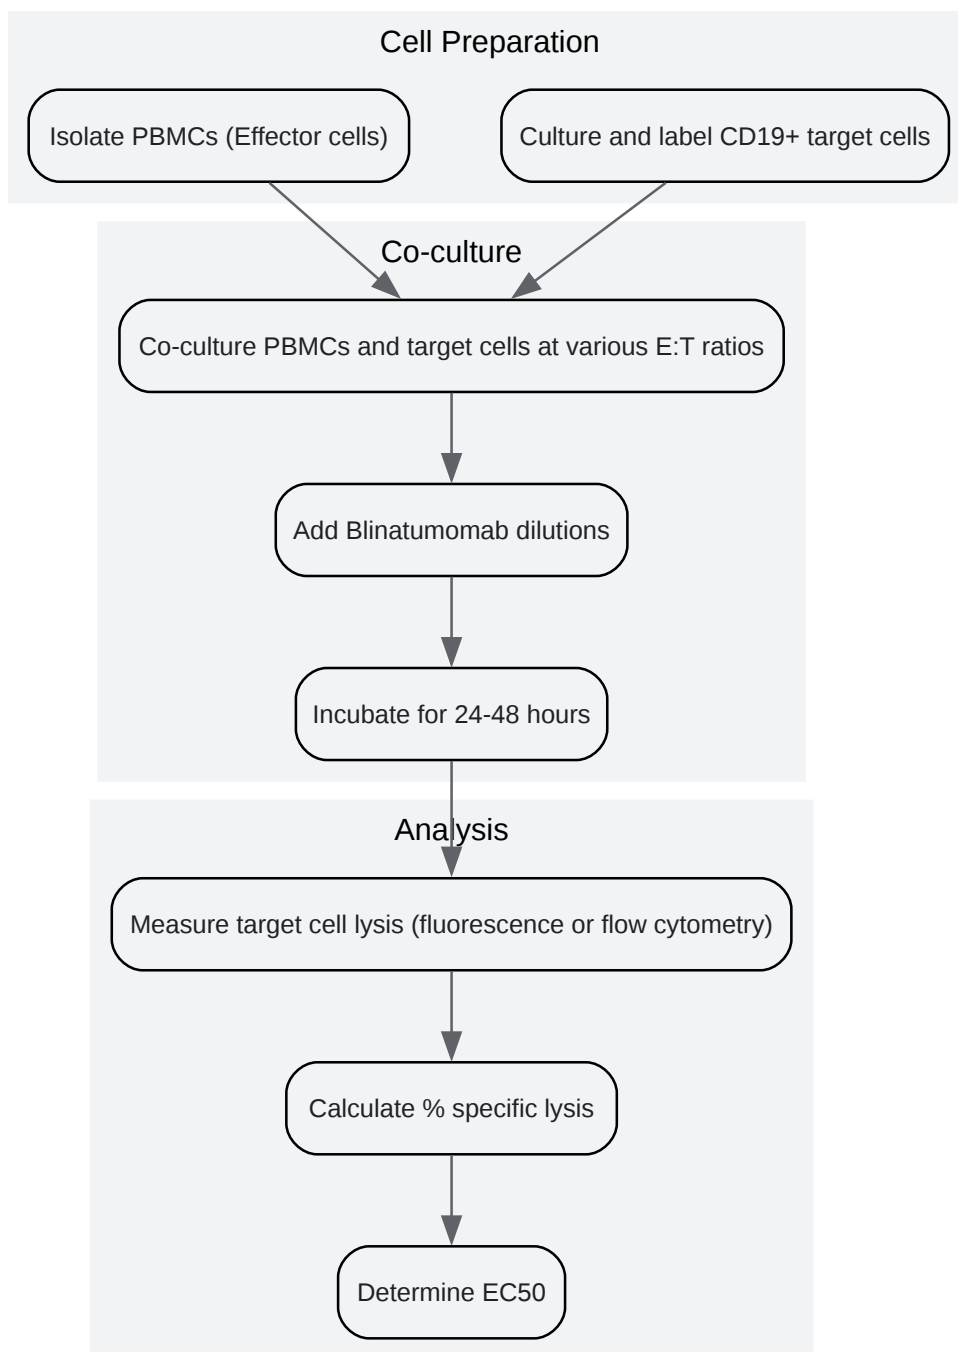 Cell Preparation
Isolate PBMCs (Effector cells)
Culture and label CD19+ target cells
Co-culture
Co-culture PBMCs and target cells at various E:T ratios
Add Blinatumomab dilutions
Incubate for 24-48 hours
Analysis
Measure target cell lysis (fluorescence or flow cytometry)
Calculate % specific lysis
Determine EC50